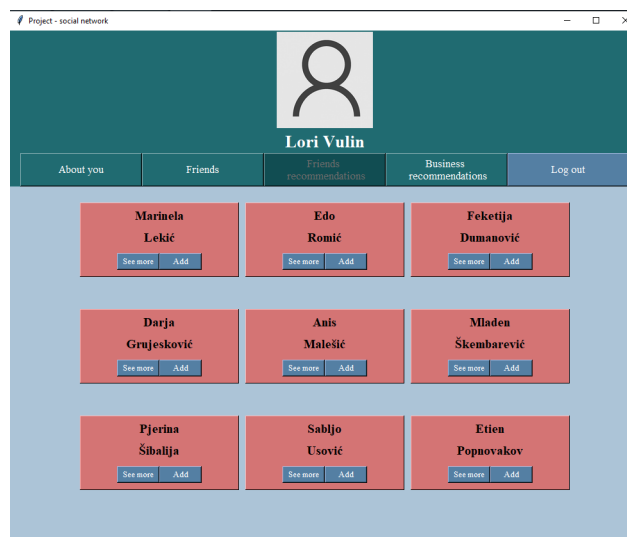 Project - social network
Lori Vulin
About you
Friends
Friends
recommendations
Business
recommendations
Log out
Marinela
Lekić
See more Add
Edo
Romić
See more Add
Feketija
Dumanović
See more Add
Darja
Grujesković
See more Add
Anis
Malešić
See more Add
Mladen
Škembarević
See more Add
Pjerina
Šibalija
See more Add
Sabljo
Usović
See more Add
Etien
Popnovakov
See more Add